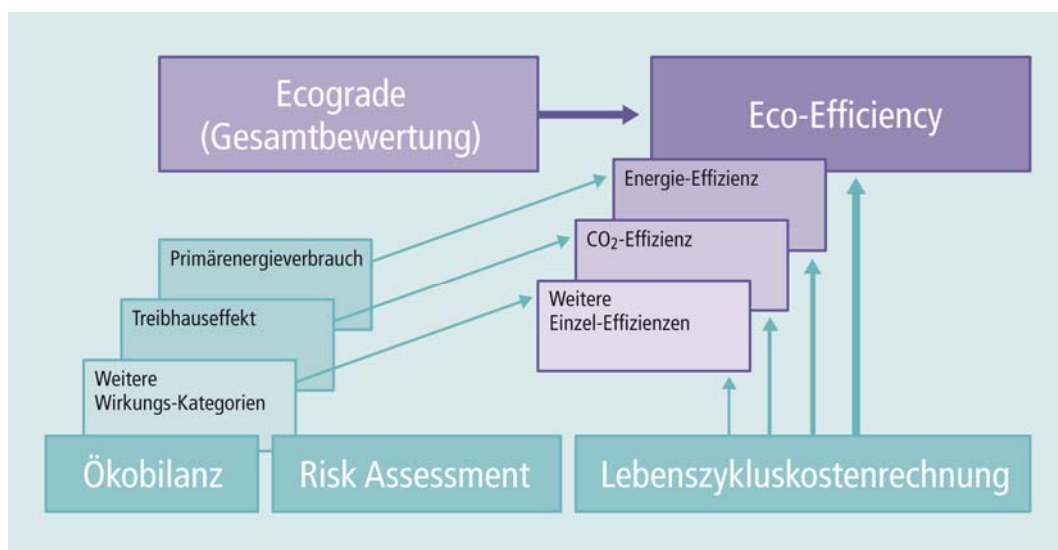 Ecograde
(Gesamtbewertung)
Eco-Efficiency
Energie-Effizienz
CO₂-Effizienz
Weitere
Einzel-Effizienzen
Primärenergieverbrauch
Treibhauseffekt
Weitere
Wirkungs-Kategorien
Ökobilanz
Risk Assessment
Lebenszykluskostenrechnung